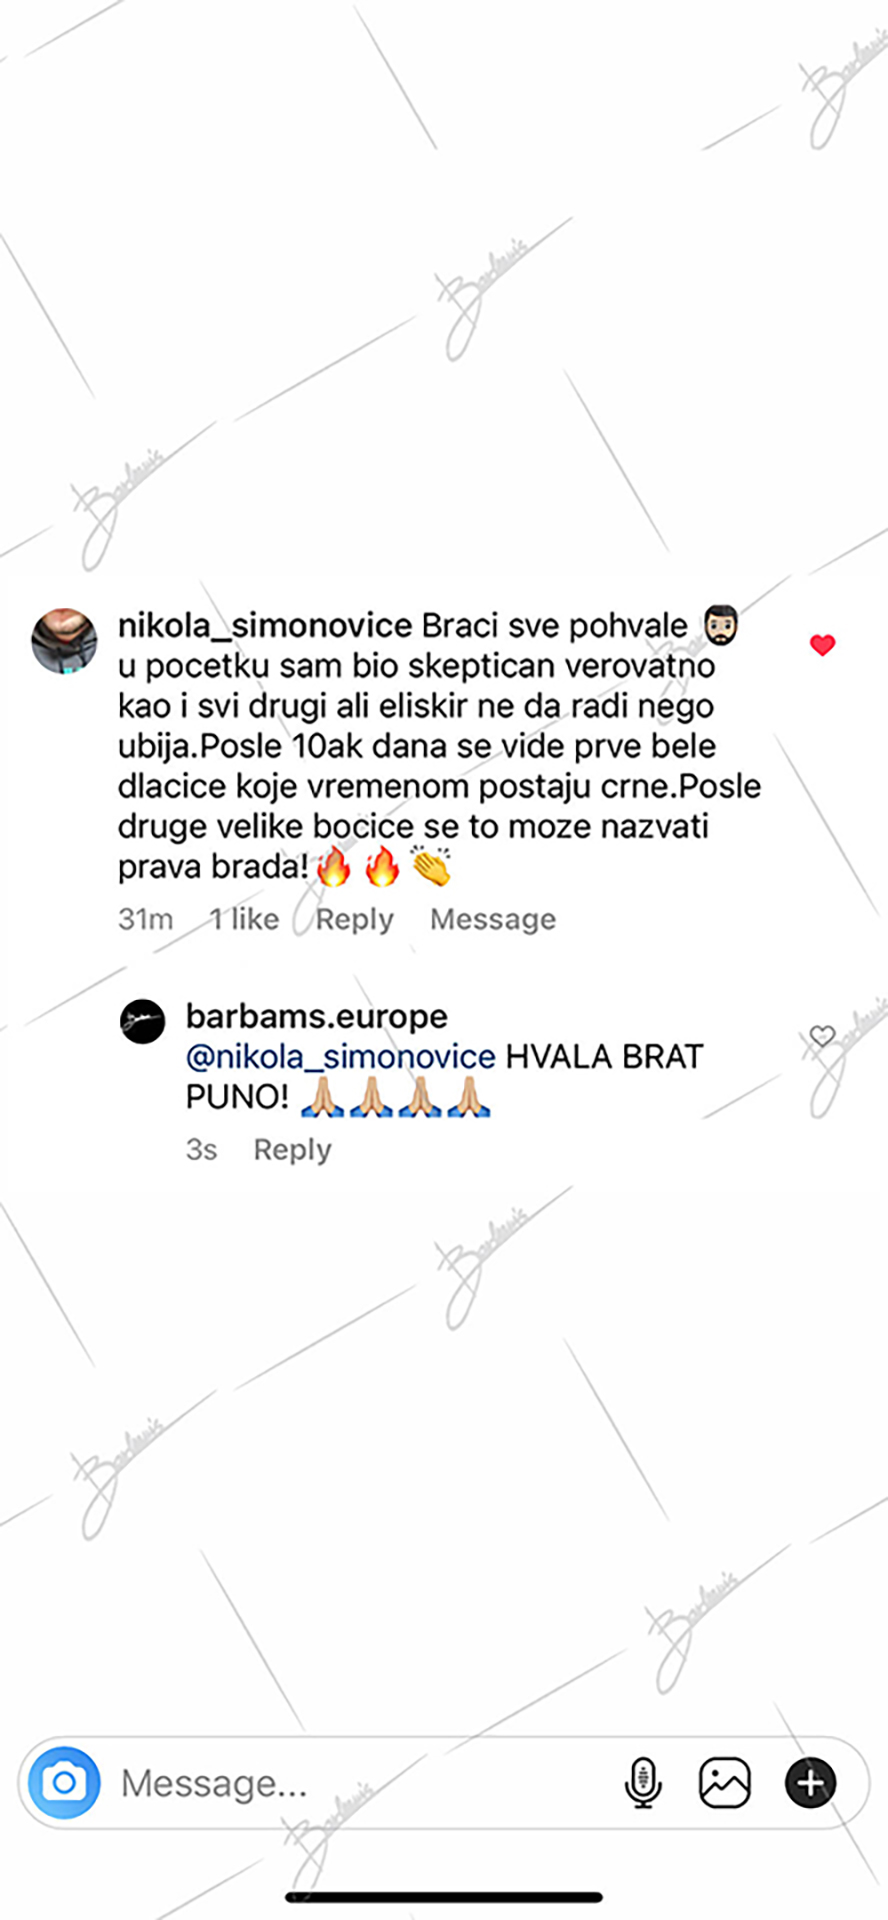 nikola_simonovice Braci sve pohvale 🧔🏻
u pocetku sam bio skeptican verovatno
kao i svi drugi ali eliskir ne da radi nego
ubija.Posle 10ak dana se vide prve bele
dlacice koje vremenom postaju crne.Posle
druge velike bocice se to moze nazvati
prava brada!🔥🔥👏
31m 1 like Reply Message
barbams.europe
@nikola_simonovice HVALA BRAT
PUNO! 🙏🏼🙏🏼🙏🏼🙏🏼
3s Reply
Message...